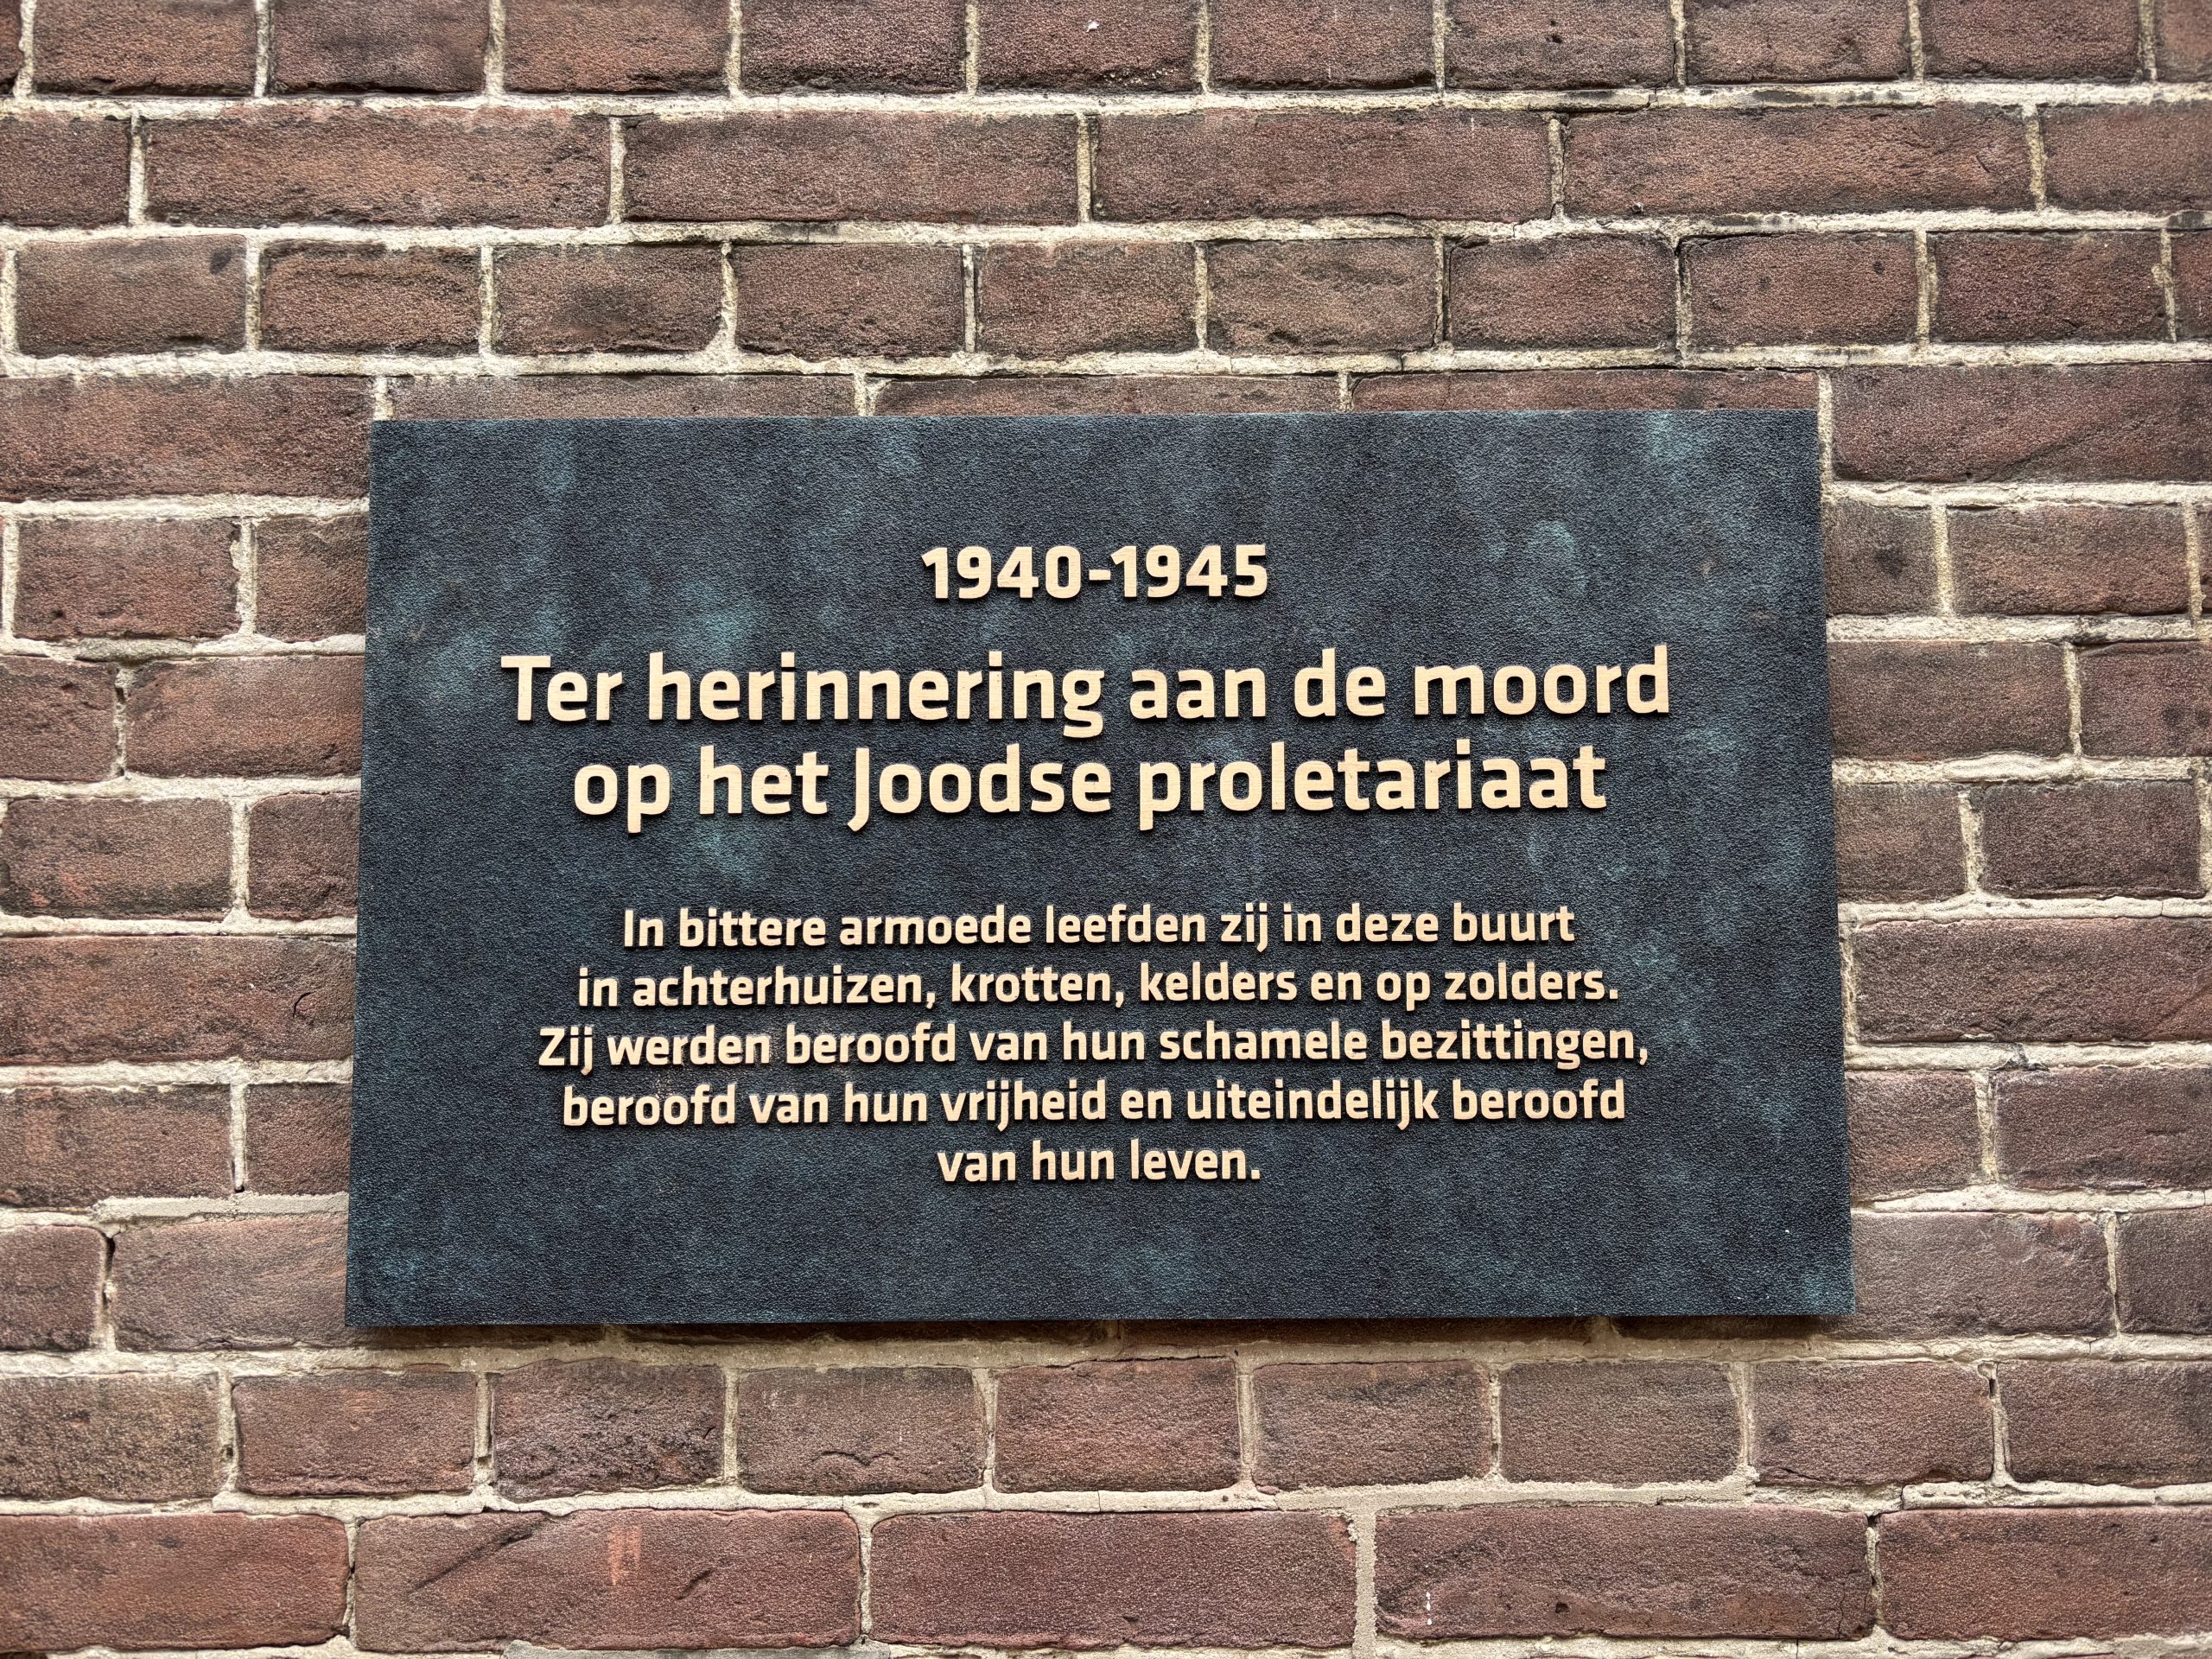 1940-1945
Ter herinnering aan de moord
op het Joodse proletariaat
In bittere armoede leefden zij in deze buurt
in achterhuizen, krotten, kelders en op zolders.
Zij werden beroofd van hun schamele bezittingen,
beroofd van hun vrijheid en uiteindelijk beroofd
van hun leven.